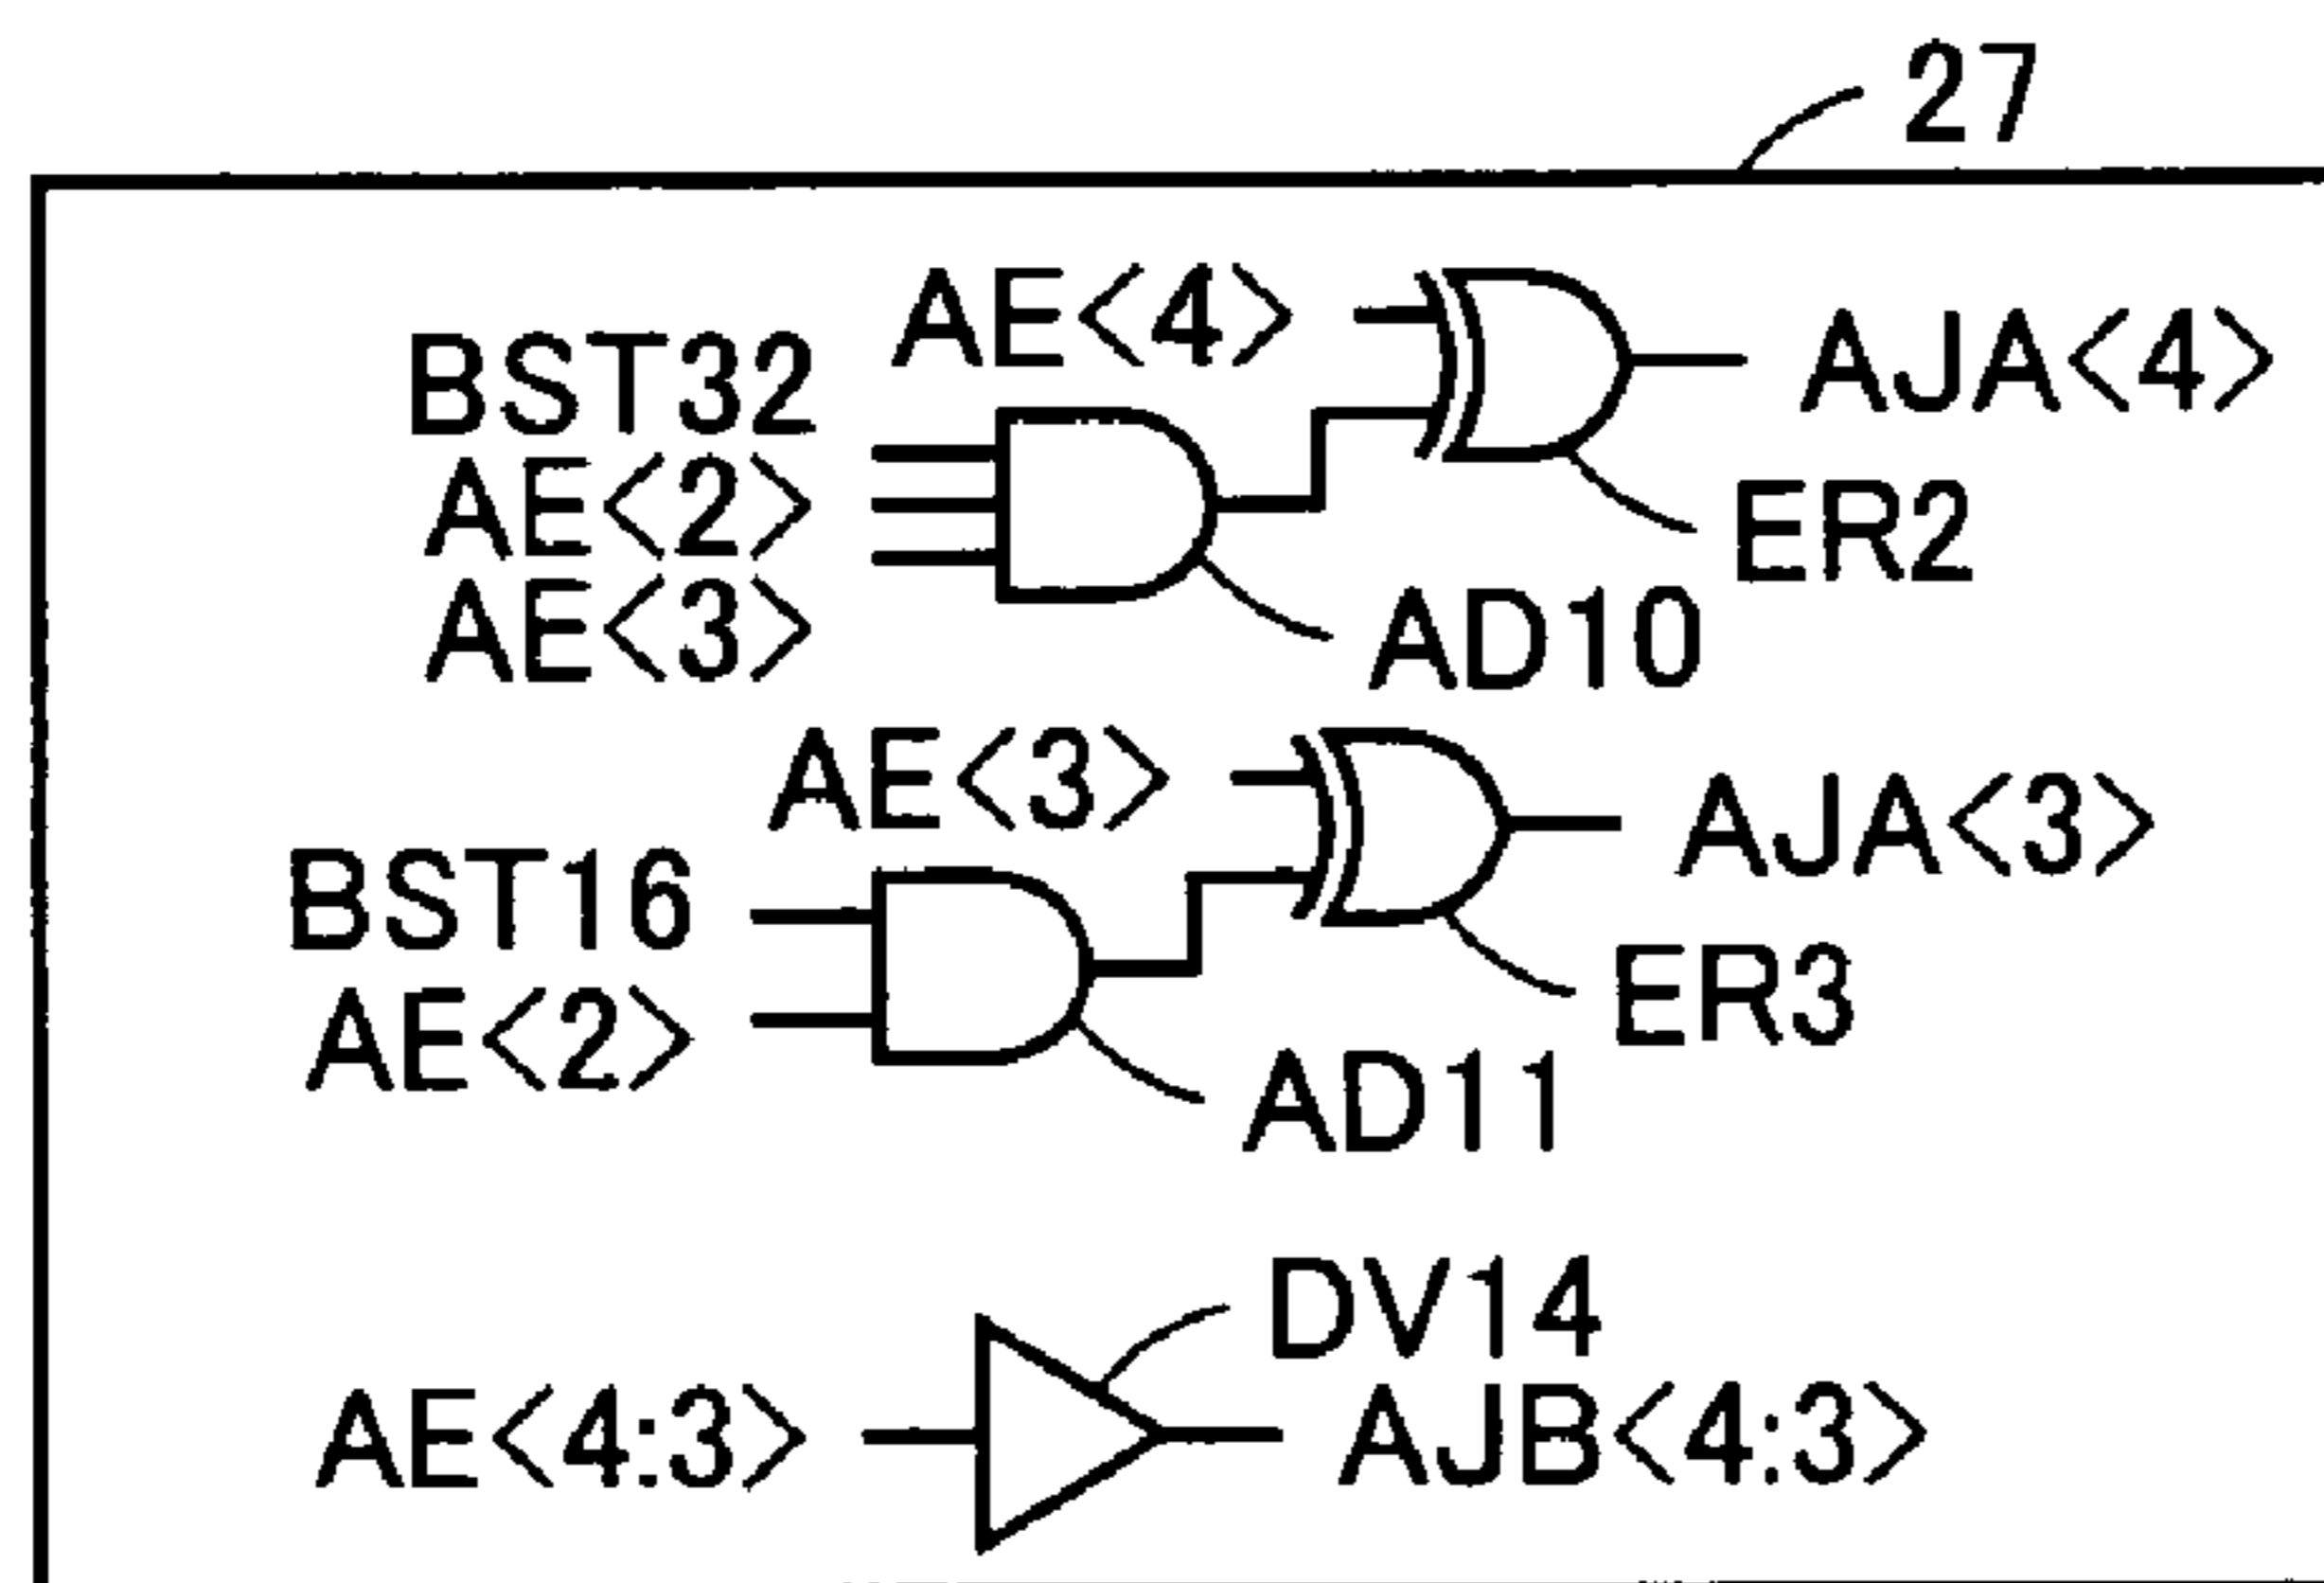 27
AE<4>
BST32
AJA<4>
AE<2>
ER2
AE<3>
AD10
AE<3>
AJA<3>
BST16
ER3
AE<2>
AD11
DV14
AE<4:3>
AJB<4:3>